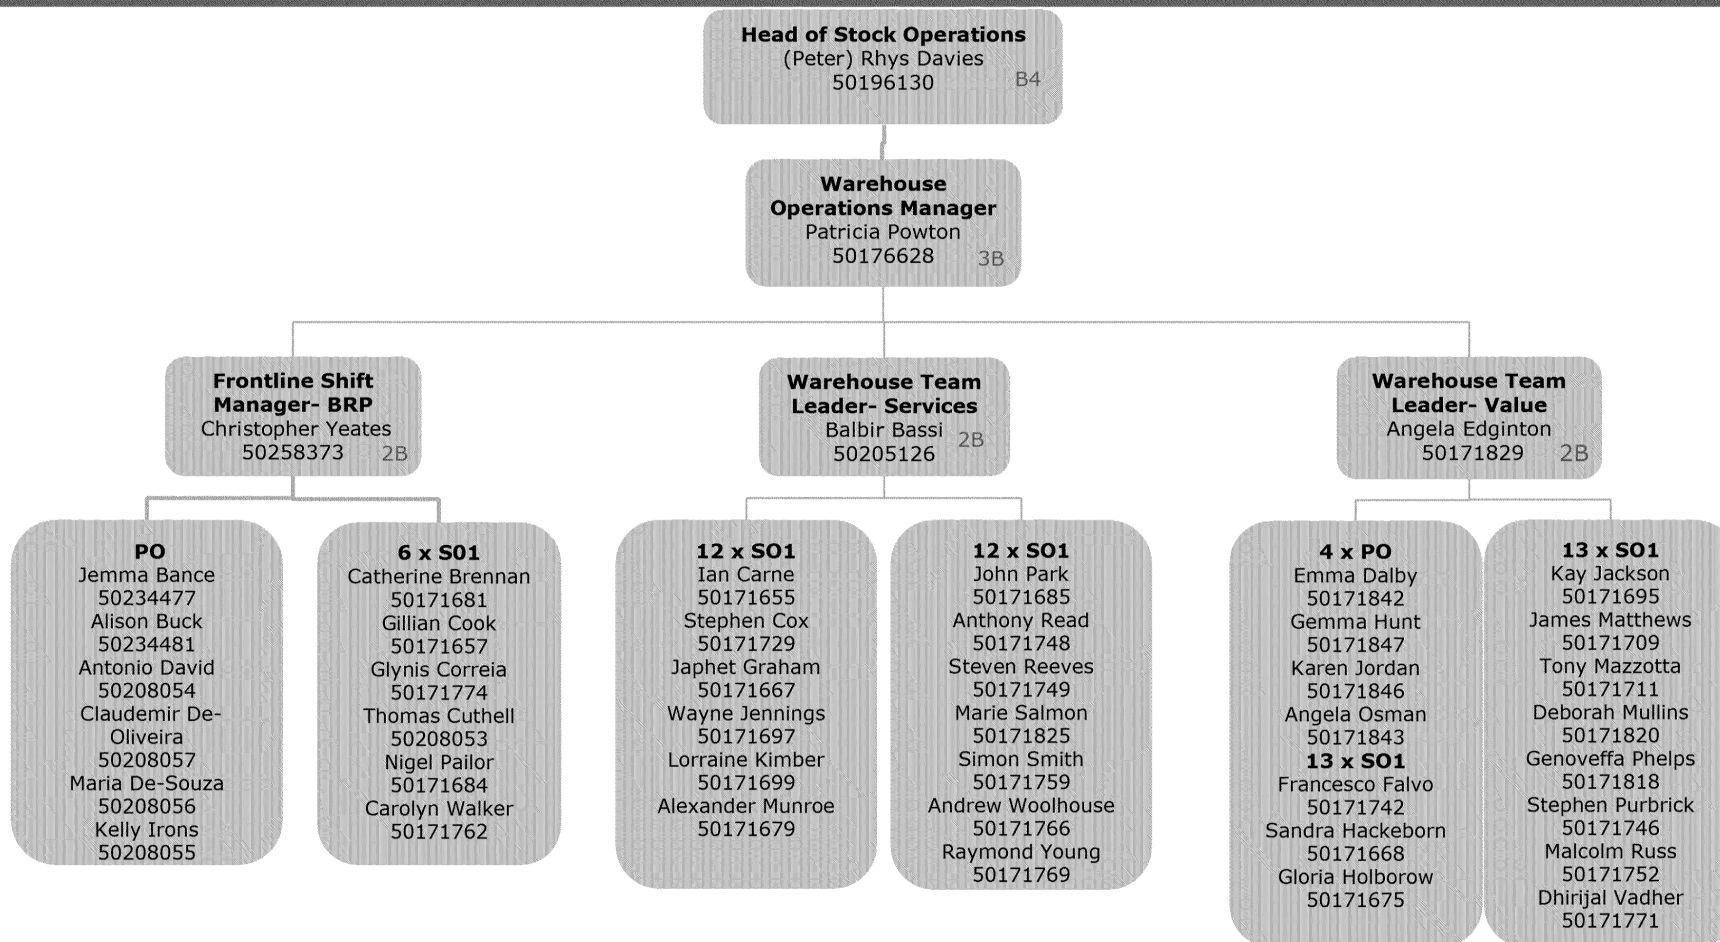 Head of Stock Operations
(Peter) Rhys Davies
50196130
B4
Warehouse
Operations Manager
Patricia Powton
50176628
3B
Frontline Shift
Manager- BRP
Christopher Yeates
50258373
2B
Warehouse Team
Leader- Services
Balbir Bassi
50205126
2B
Warehouse Team
Leader- Value
Angela Edginton
50171829
2B
PO
Jemma Bance
50234477
Alison Buck
50234481
Antonio David
50208054
Claudemir De-
Oliveira
50208057
Maria De-Souza
50208056
Kelly Irons
50208055
6 x S01
Catherine Brennan
50171681
Gillian Cook
50171657
Glynis Correia
50171774
Thomas Cuthell
50208053
Nigel Pailor
50171684
Carolyn Walker
50171762
12 x SO1
Ian Carne
50171655
Stephen Cox
50171729
Japhet Graham
50171667
Wayne Jennings
50171697
Lorraine Kimber
50171699
Alexander Munroe
50171679
12 x SO1
John Park
50171685
Anthony Read
50171748
Steven Reeves
50171749
Marie Salmon
50171825
Simon Smith
50171759
Andrew Woolhouse
50171766
Raymond Young
50171769
4 x PO
Emma Dalby
50171842
Gemma Hunt
50171847
Karen Jordan
50171846
Angela Osman
50171843
13 x SO1
Francesco Falvo
50171742
Sandra Hackeborn
50171668
Gloria Holborow
50171675
13 x SO1
Kay Jackson
50171695
James Matthews
50171709
Tony Mazzotta
50171711
Deborah Mullins
50171820
Genoveffa Phelps
50171818
Stephen Purbrick
50171746
Malcolm Russ
50171752
Dhirijal Vadher
50171771